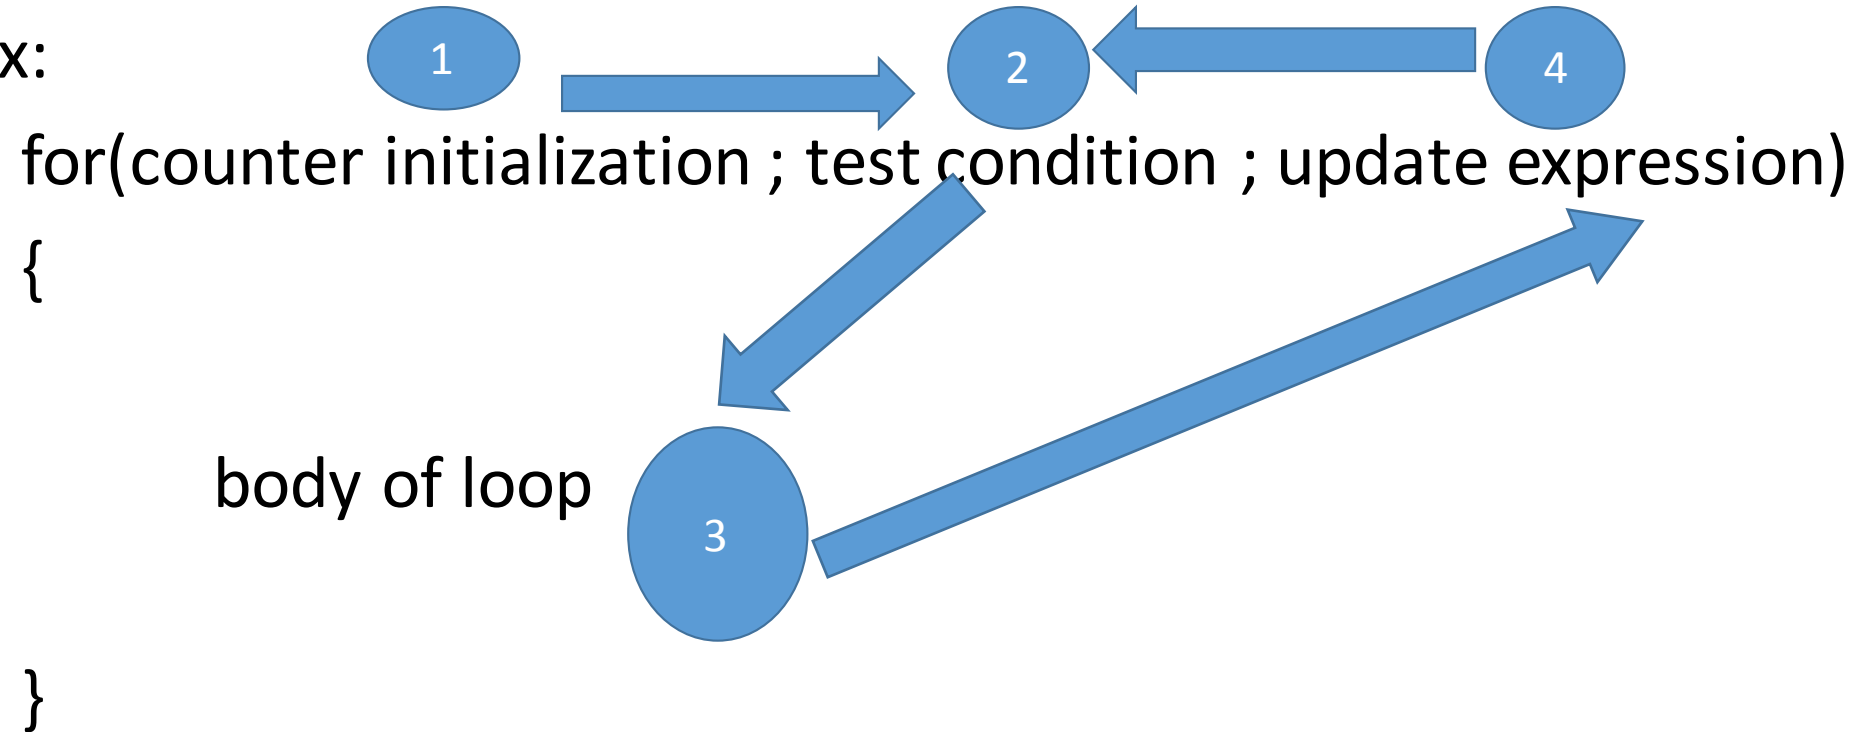 x:
1 2 4
for(counter initialization ; test condition ; update expression)
{
body of loop
3
}